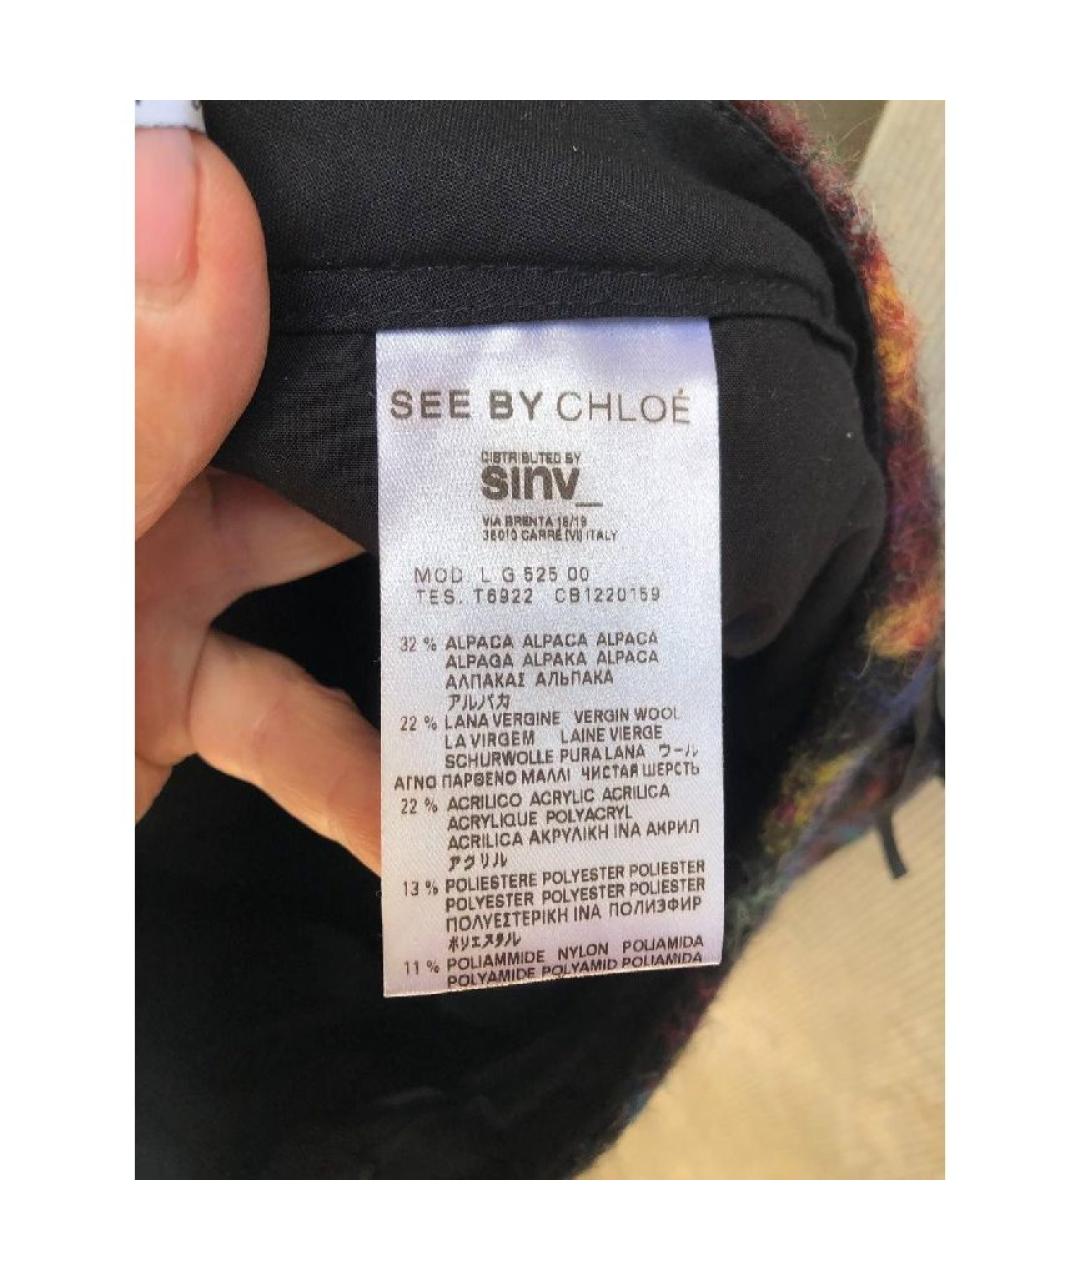 SEE BY CHLOÉ
DISTRIBUTED BY
sinv_
VIA BRENTA 18/19
36010 CARRÈ [VI] ITALY
MOD. L G 525 00
TES. T6922 CB1220159
32 % ALPACA ALPACA ALPACA
ALPAGA ALPAKA ALPACA
ΑΛΠΑΚΑΣ АЛЬПАКА
アルパカ
22 % LANA VERGINE VERGIN WOOL
LA VIRGEM LAINE VIERGE
SCHURWOLLE PURA LANA ウール
ΑΓΝΟ ΠΑΡΘΕΝΟ ΜΑΛΛΙ ЧИСТАЯ ШЕРСТЬ
22 % ACRILICO ACRYLIC ACRILICA
ACRYLIQUE POLYACRYL
ACRILICA ΑΚΡΥΛΙΚΗ ΙΝΑ АКРИЛ
アクリル
13 % POLIESTERE POLYESTER POLIESTER
POLYESTER POLYESTER POLIESTER
ΠΟΛΥΕΣΤΕΡΙΚΗ ΙΝΑ ПОЛИЭФИР
ポリエステル
11 % POLIAMMIDE NYLON POLIAMIDA
POLYAMIDE POLYAMID POLIAMIDA